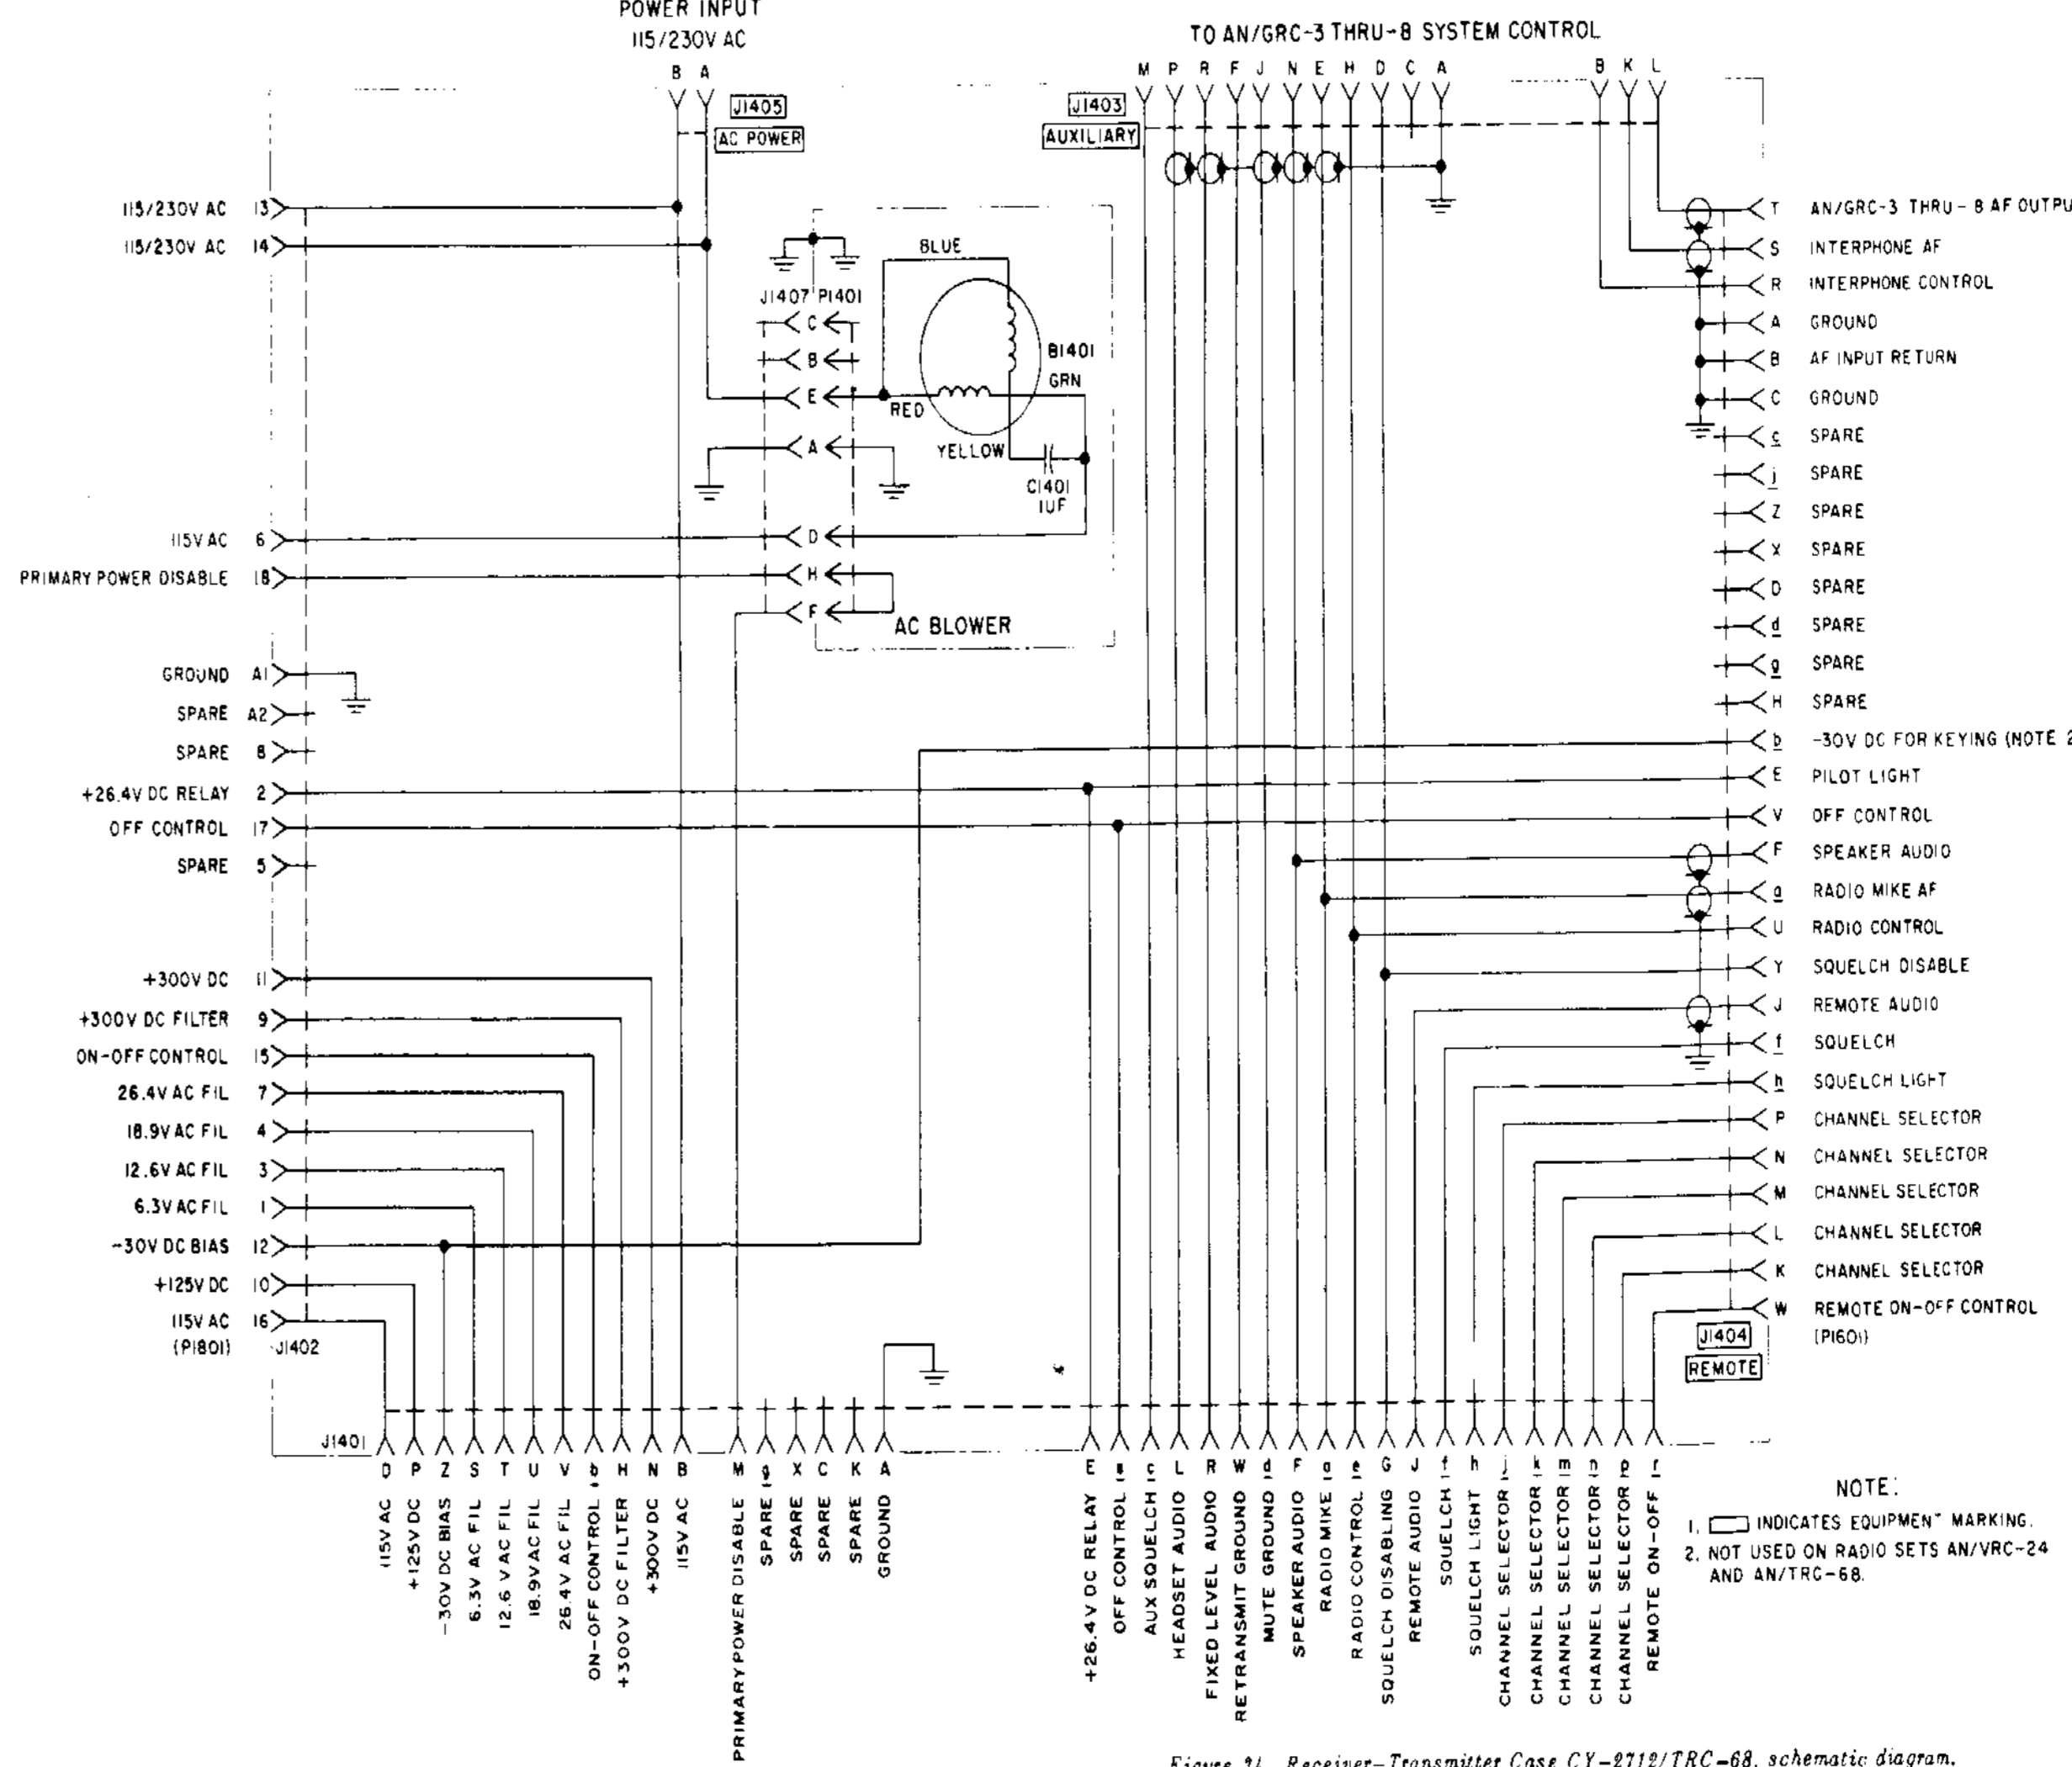 POWER INPUT
115/230V AC
B A
J1405
AC POWER
TO AN/GRC-3 THRU-8 SYSTEM CONTROL
M P R F J N E H D C A
B K L
J1403
AUXILIARY
115/230V AC 13
115/230V AC 14
115V AC 6
PRIMARY POWER DISABLE 18
GROUND A1
SPARE A2
SPARE 8
+26.4V DC RELAY 2
OFF CONTROL 17
SPARE 5
+300V DC 11
+300V DC FILTER 9
ON-OFF CONTROL 15
26.4V AC FIL 7
18.9V AC FIL 4
12.6V AC FIL 3
6.3V AC FIL 1
-30V DC BIAS 12
+125V DC 10
115V AC 16
(P1801) J1402
J1407 P1401
C
B
E
A
D
H
F
BLUE
B1401
GRN
RED
YELLOW
C1401
1UF
AC BLOWER
T AN/GRC-3 THRU-8 AF OUTPU
S INTERPHONE AF
R INTERPHONE CONTROL
A GROUND
B AF INPUT RETURN
C GROUND
c SPARE
j SPARE
Z SPARE
X SPARE
D SPARE
d SPARE
g SPARE
H SPARE
b -30V DC FOR KEYING (NOTE 2
E PILOT LIGHT
V OFF CONTROL
F SPEAKER AUDIO
a RADIO MIKE AF
U RADIO CONTROL
Y SQUELCH DISABLE
J REMOTE AUDIO
f SQUELCH
h SQUELCH LIGHT
P CHANNEL SELECTOR
N CHANNEL SELECTOR
M CHANNEL SELECTOR
L CHANNEL SELECTOR
K CHANNEL SELECTOR
W REMOTE ON-OFF CONTROL
J1404 (P1601)
REMOTE
J1401
D 115V AC
P +125V DC
Z -30V DC BIAS
S 6.3V AC FIL
T 12.6 V AC FIL
U 18.9V AC FIL
V 26.4V AC FIL
b ON-OFF CONTROL
H +300V DC FILTER
N +300V DC
B 115V AC
M PRIMARY POWER DISABLE
g SPARE
X SPARE
C SPARE
K SPARE
A GROUND
E +26.4V DC RELAY
OFF CONTROL
c AUX SQUELCH
L HEADSET AUDIO
R FIXED LEVEL AUDIO
W RETRANSMIT GROUND
d MUTE GROUND
F SPEAKER AUDIO
a RADIO MIKE
e RADIO CONTROL
G SQUELCH DISABLING
J REMOTE AUDIO
f SQUELCH
h SQUELCH LIGHT
j CHANNEL SELECTOR
k CHANNEL SELECTOR
m CHANNEL SELECTOR
n CHANNEL SELECTOR
p CHANNEL SELECTOR
r REMOTE ON-OFF
NOTE:
1. INDICATES EQUIPMENT MARKING.
2. NOT USED ON RADIO SETS AN/VRC-24
AND AN/TRC-68.
Figure 21. Receiver-Transmitter Case CY-2712/TRC-68, schematic diagram.